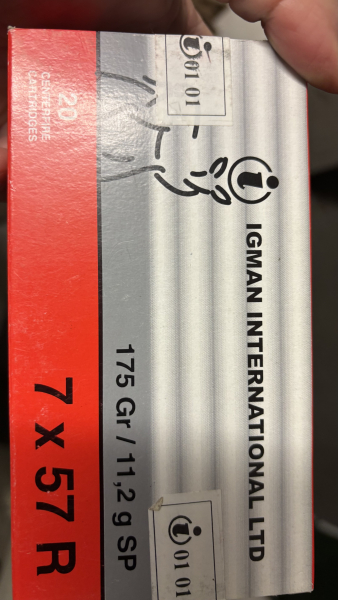 IGMAN INTERNATIONAL LTD
i 01 01
i 01 01
175 Gr / 11,2 g SP
20
CENTERFIRE
CARTRIDGES
7 x 57 R